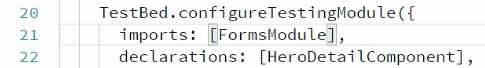 20 TestBed.configureTestingModule({
21 imports: [FormsModule],
22 declarations: [HeroDetailComponent],